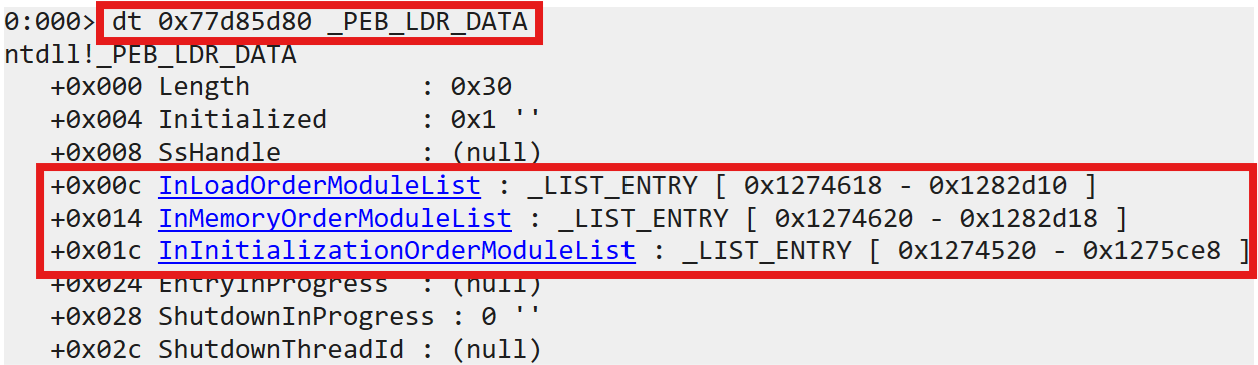 0:000> dt 0x77d85d80 _PEB_LDR_DATA
ntdll!_PEB_LDR_DATA
+0x000 Length : 0x30
+0x004 Initialized : 0x1 ''
+0x008 SsHandle : (null)
+0x00c InLoadOrderModuleList : _LIST_ENTRY [ 0x1274618 - 0x1282d10 ]
+0x014 InMemoryOrderModuleList : _LIST_ENTRY [ 0x1274620 - 0x1282d18 ]
+0x01c InInitializationOrderModuleList : _LIST_ENTRY [ 0x1274520 - 0x1275ce8 ]
+0x024 EntryInProgress : (null)
+0x028 ShutdownInProgress : 0 ''
+0x02c ShutdownThreadId : (null)